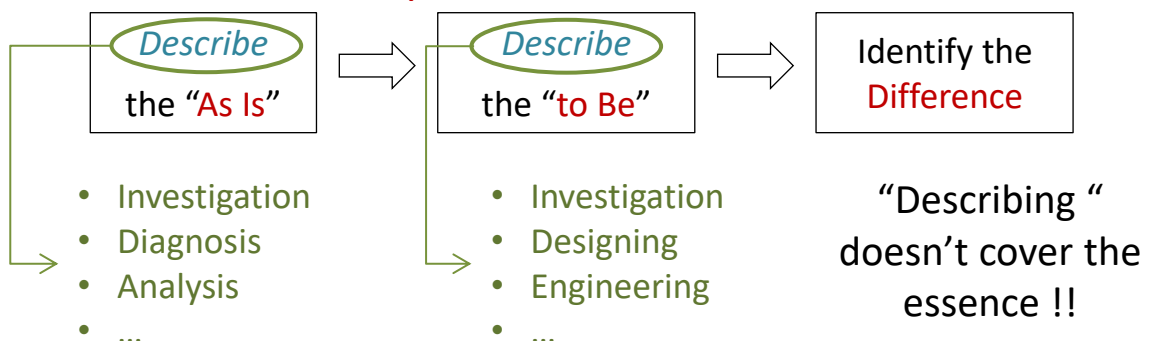 Describe
the “As Is”
Describe
the “to Be”
Identify the
Difference
• Investigation
• Diagnosis
• Analysis
• ...
• Investigation
• Designing
• Engineering
• ...
“Describing “
doesn’t cover the
essence !!